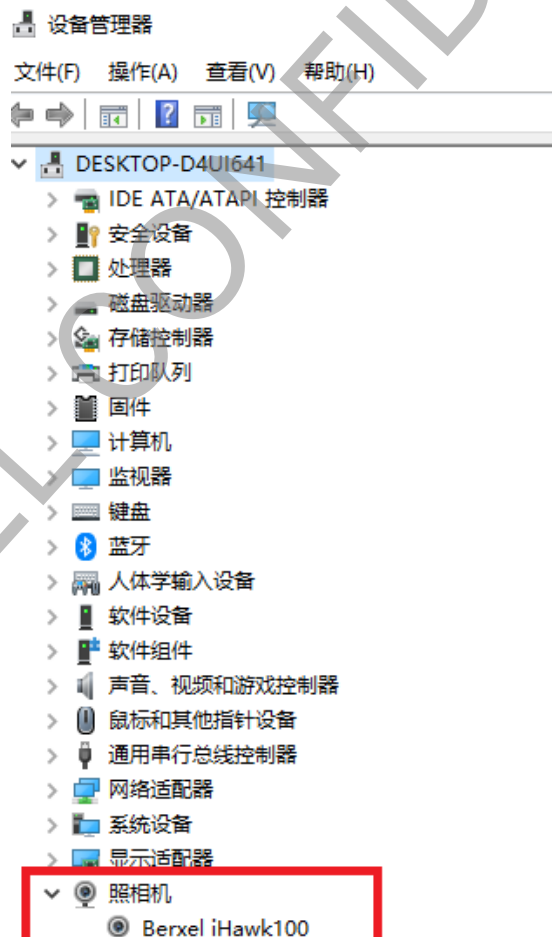 设备管理器
文件(F) 操作(A) 查看(V) 帮助(H)
DESKTOP-D4UI641
IDE ATA/ATAPI 控制器
安全设备
处理器
磁盘驱动器
存储控制器
打印队列
固件
计算机
监视器
键盘
蓝牙
人体学输入设备
软件设备
软件组件
声音、视频和游戏控制器
鼠标和其他指针设备
通用串行总线控制器
网络适配器
系统设备
显示适配器
照相机
Berxel iHawk100